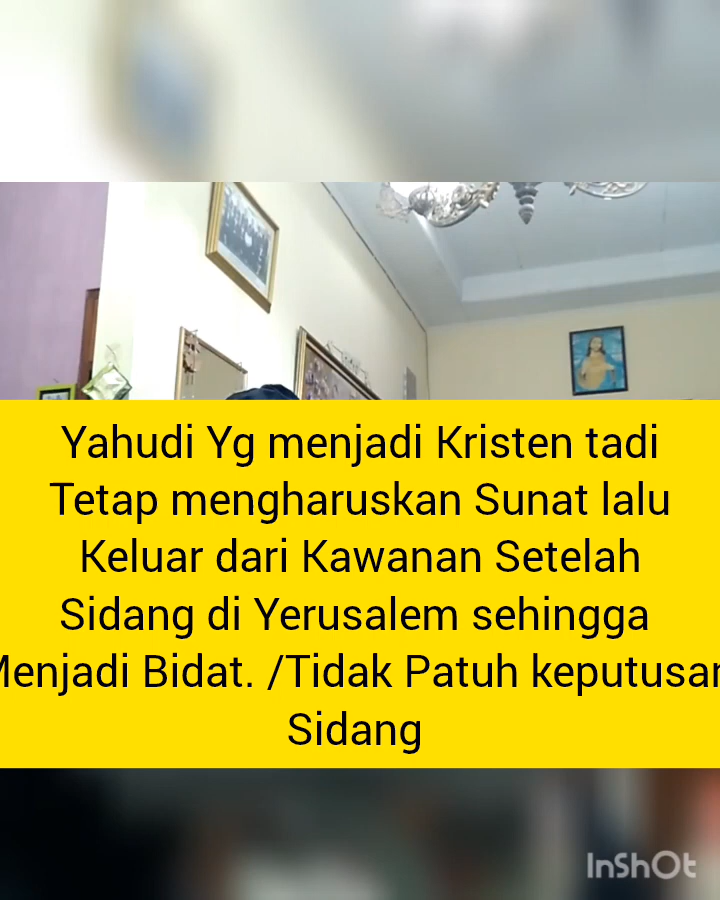 Yahudi Yg menjadi Kristen tadi
Tetap mengharuskan Sunat lalu
Keluar dari Kawanan Setelah
Sidang di Yerusalem sehingga
Menjadi Bidat. /Tidak Patuh keputusan
Sidang
InShOt